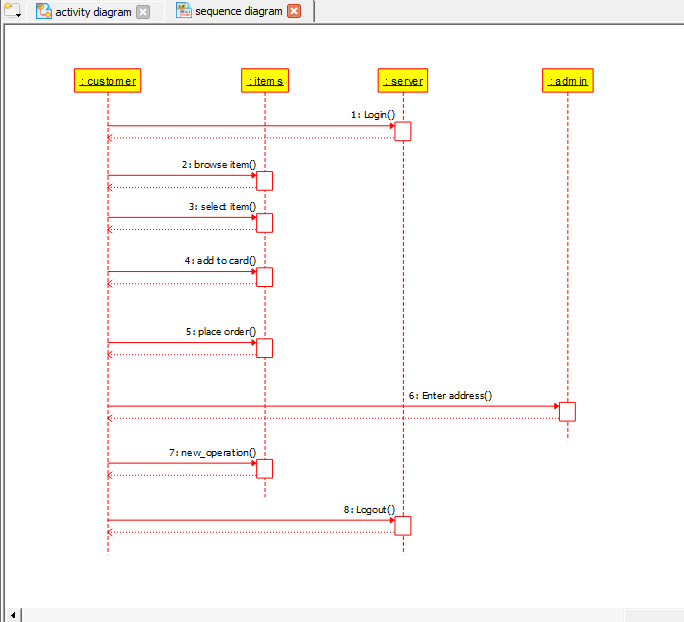 activity diagram
sequence diagram
: customer
: items
: server
: admin
1 : Login()
2 : browse item()
3 : select item()
4 : add to card()
5 : place order()
6 : Enter address()
7 : new_operation()
8 : Logout()